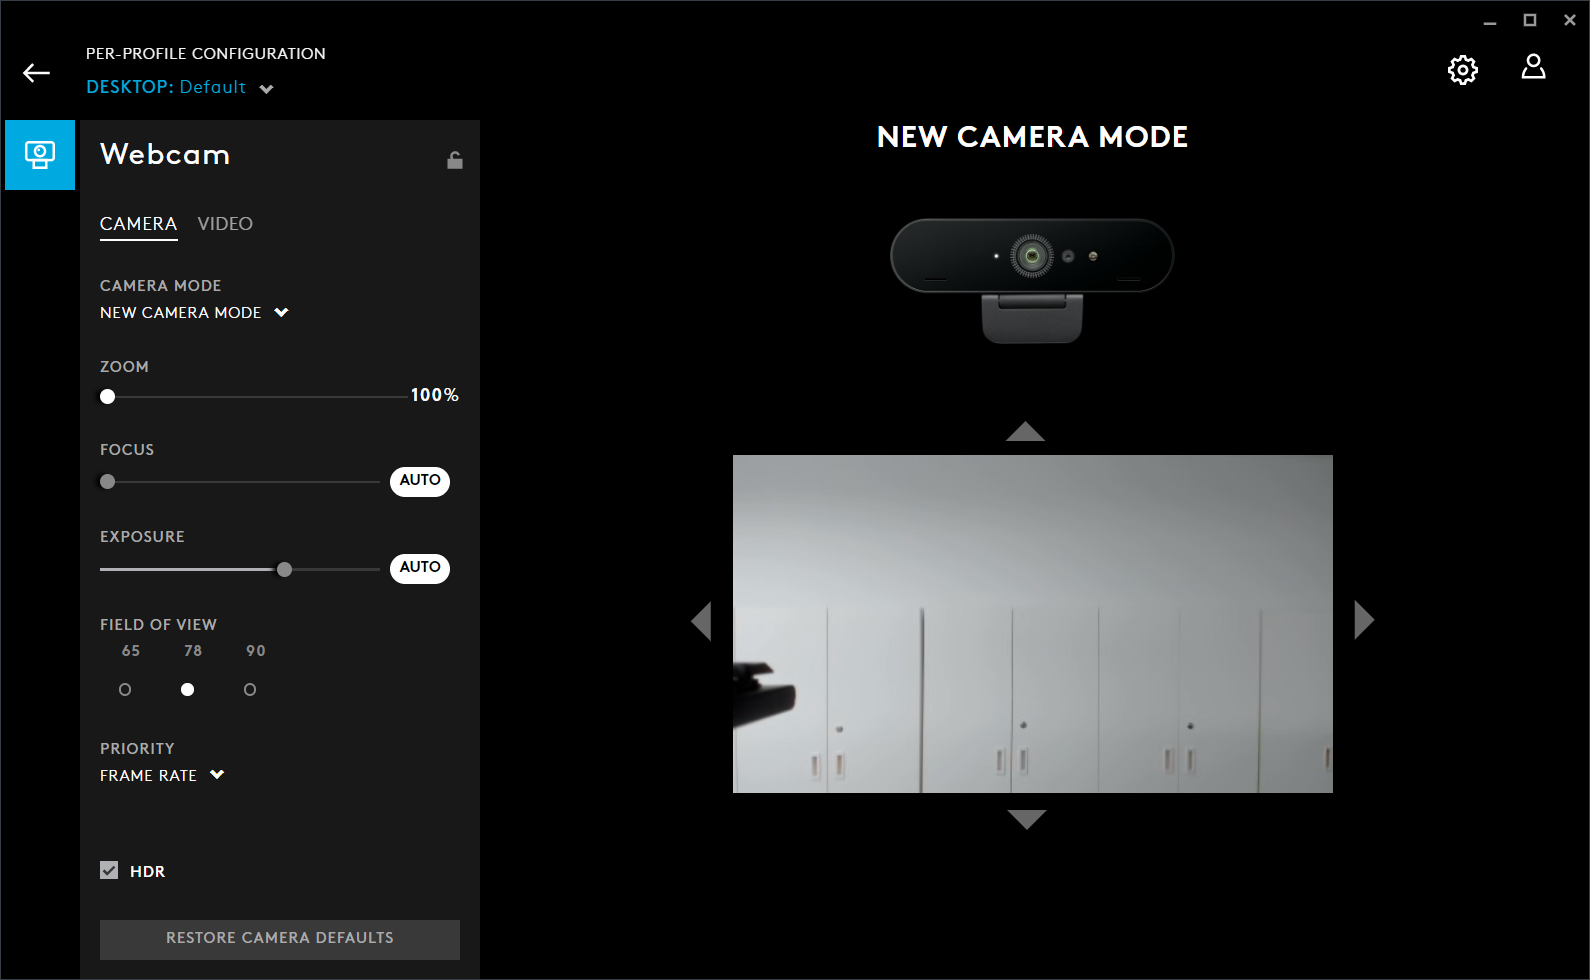 PER-PROFILE CONFIGURATION
DESKTOP: Default
Webcam
CAMERA VIDEO
CAMERA MODE
NEW CAMERA MODE
ZOOM
100%
FOCUS
AUTO
EXPOSURE
AUTO
FIELD OF VIEW
65 78 90
PRIORITY
FRAME RATE
HDR
RESTORE CAMERA DEFAULTS
NEW CAMERA MODE